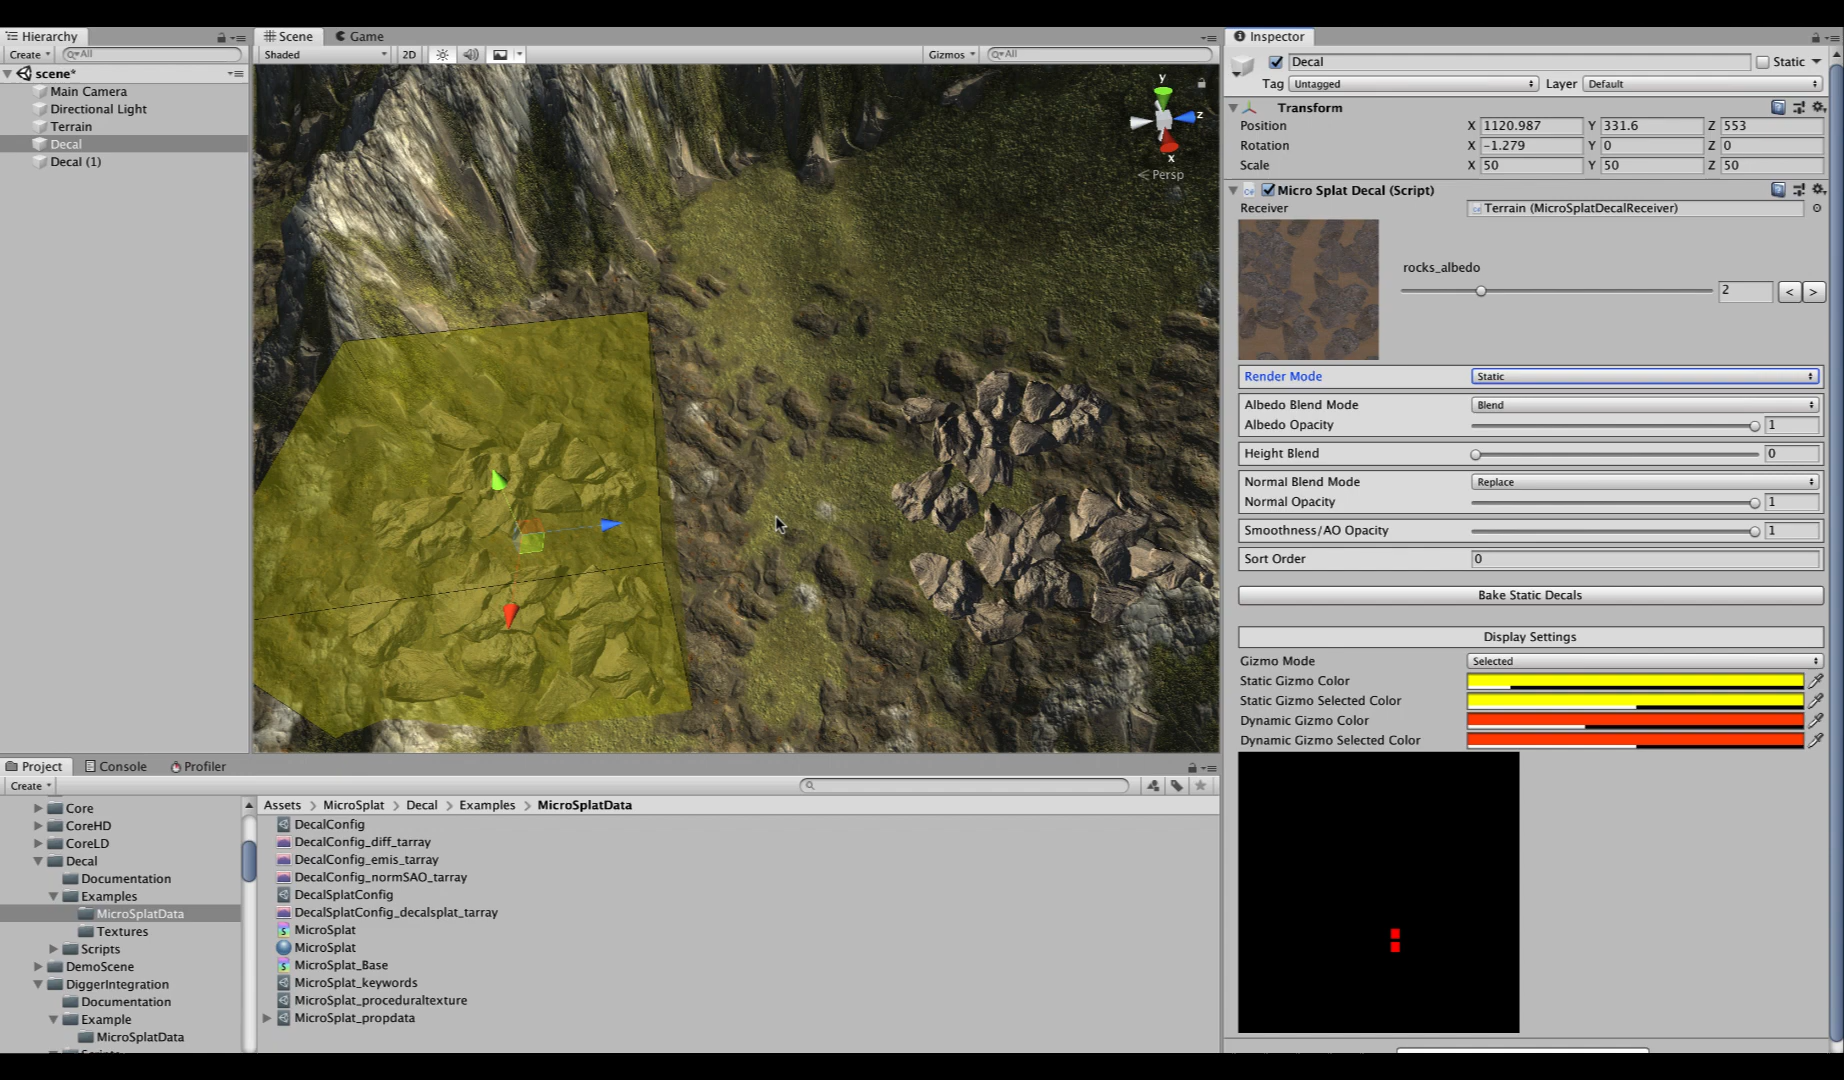 Hierarchy
Create
All
scene*
Main Camera
Directional Light
Terrain
Decal
Decal (1)
Scene
Game
Shaded
2D
Gizmos
All
y
z
x
Persp
Inspector
Decal
Static
Tag
Untagged
Layer
Default
Transform
Position
X 1120.987
Y 331.6
Z 553
Rotation
X -1.279
Y 0
Z 0
Scale
X 50
Y 50
Z 50
Micro Splat Decal (Script)
Receiver
Terrain (MicroSplatDecalReceiver)
rocks_albedo
2
<
>
Render Mode
Static
Albedo Blend Mode
Blend
Albedo Opacity
1
Height Blend
0
Normal Blend Mode
Replace
Normal Opacity
1
Smoothness/AO Opacity
1
Sort Order
0
Bake Static Decals
Display Settings
Gizmo Mode
Selected
Static Gizmo Color
Static Gizmo Selected Color
Dynamic Gizmo Color
Dynamic Gizmo Selected Color
Project
Console
Profiler
Create
Core
CoreHD
CoreLD
Decal
Documentation
Examples
MicroSplatData
Textures
Scripts
DemoScene
DiggerIntegration
Documentation
Example
MicroSplatData
Assets > MicroSplat > Decal > Examples > MicroSplatData
DecalConfig
DecalConfig_diff_tarray
DecalConfig_emis_tarray
DecalConfig_normSAO_tarray
DecalSplatConfig
DecalSplatConfig_decalsplat_tarray
MicroSplat
MicroSplat
MicroSplat_Base
MicroSplat_keywords
MicroSplat_proceduraltexture
MicroSplat_propdata